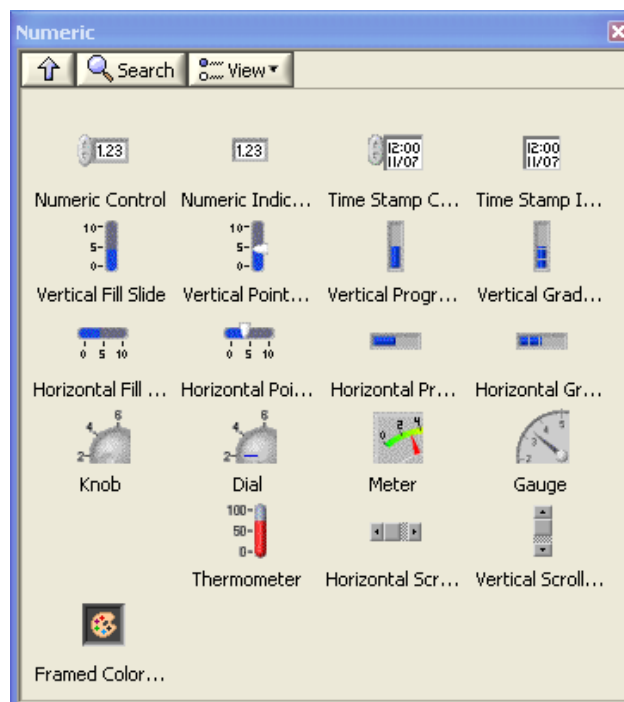 Numeric
Search View
1.23 1.23 12:00 12:00
11/07 11/07
Numeric Control Numeric Indic... Time Stamp C... Time Stamp I...
10- 10-
5- 5-
0- 0-
Vertical Fill Slide Vertical Point... Vertical Progr... Vertical Grad...
0 5 10 0 5 10
Horizontal Fill ... Horizontal Poi... Horizontal Pr... Horizontal Gr...
2 4 6 2 4 6 0 2 4 2 3 4 5
Knob Dial Meter Gauge
100-
50-
0-
Thermometer Horizontal Scr... Vertical Scroll...
Framed Color...